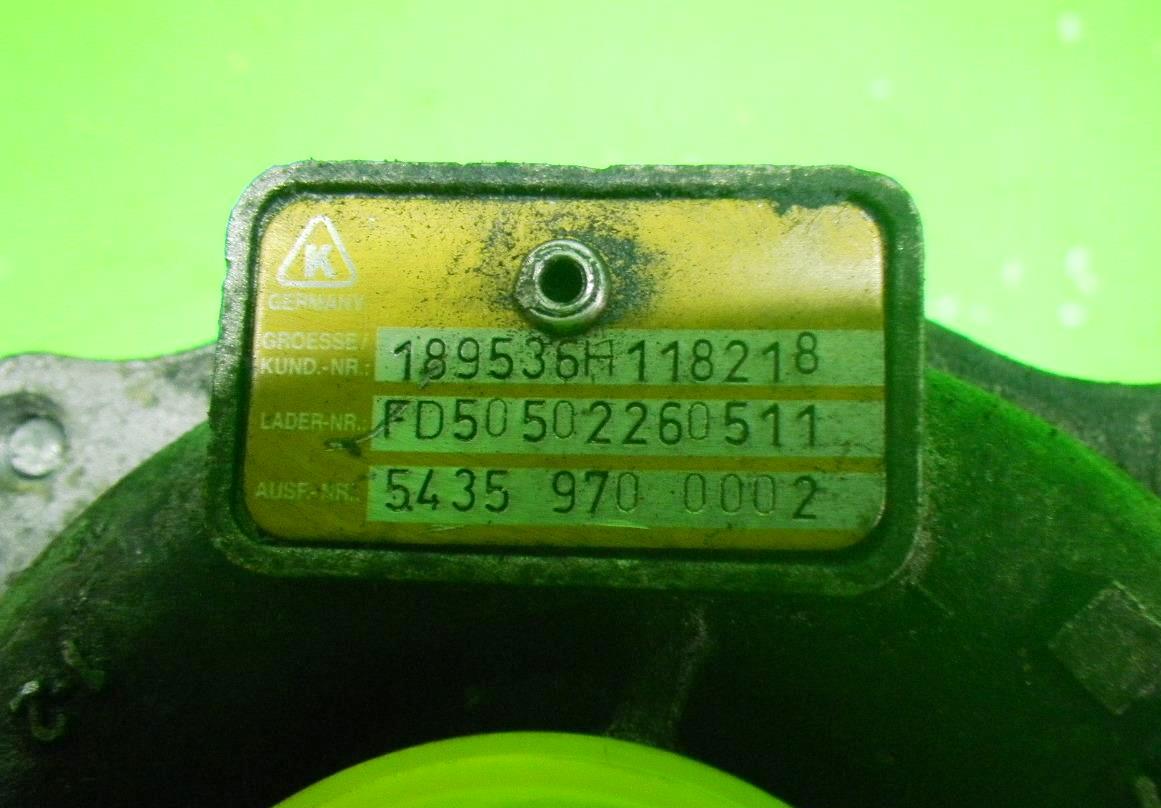 K
GERMANY
GROESSE/
KUND.-NR.: 189536H118218
LADER-NR.: FD50502260511
AUSF.-NR.: 5435 970 0002